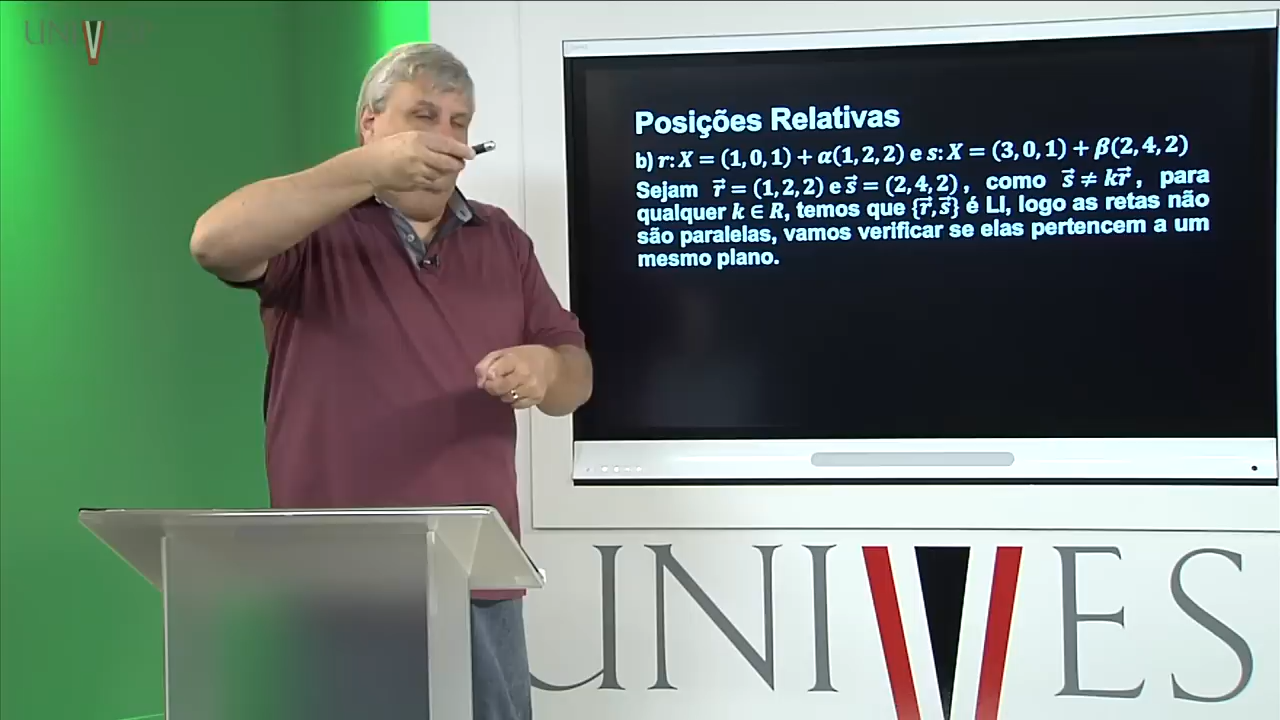 UNIVESP
Posições Relativas
b) r: X = (1, 0, 1) + α(1, 2, 2) e s: X = (3, 0, 1) + β(2, 4, 2)
Sejam r⃗ = (1, 2, 2) e s⃗ = (2, 4, 2), como s⃗ ≠ kr⃗, para
qualquer k ∈ R, temos que {r⃗, s⃗} é LI, logo as retas não
são paralelas, vamos verificar se elas pertencem a um
mesmo plano.
UNIVES